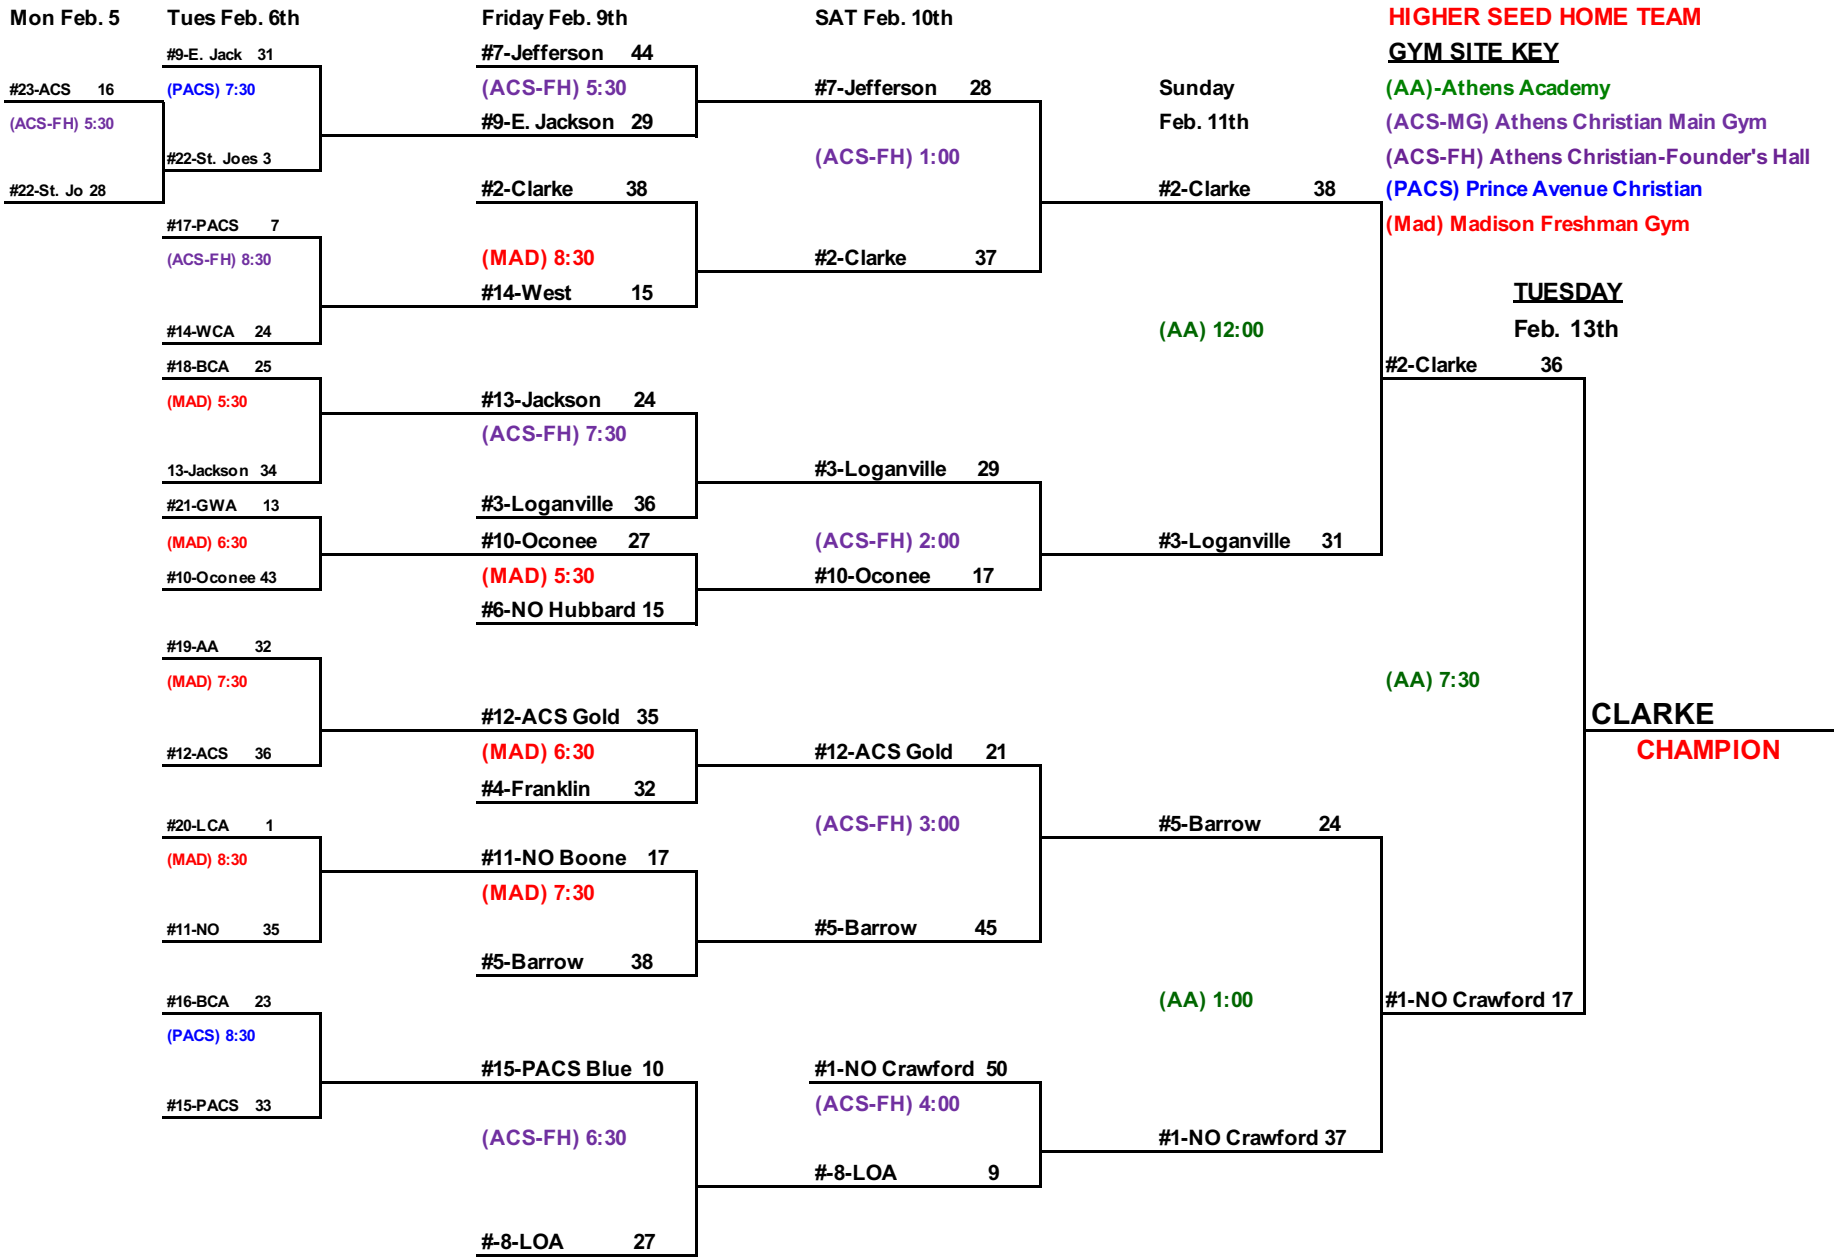 Mon Feb. 5
Tues Feb. 6th
Friday Feb. 9th
SAT Feb. 10th
HIGHER SEED HOME TEAM
GYM SITE KEY
(AA)-Athens Academy
(ACS-MG) Athens Christian Main Gym
(ACS-FH) Athens Christian-Founder's Hall
(PACS) Prince Avenue Christian
(Mad) Madison Freshman Gym
#23-ACS 16
(ACS-FH) 5:30
#22-St. Jo 28
#9-E. Jack 31
(PACS) 7:30
#22-St. Joes 3
#17-PACS 7
(ACS-FH) 8:30
#14-WCA 24
#18-BCA 25
(MAD) 5:30
13-Jackson 34
#21-GWA 13
(MAD) 6:30
#10-Oconee 43
#19-AA 32
(MAD) 7:30
#12-ACS 36
#20-LCA 1
(MAD) 8:30
#11-NO 35
#16-BCA 23
(PACS) 8:30
#15-PACS 33
#7-Jefferson 44
(ACS-FH) 5:30
#9-E. Jackson 29
#2-Clarke 38
(MAD) 8:30
#14-West 15
#13-Jackson 24
(ACS-FH) 7:30
#3-Loganville 36
#10-Oconee 27
(MAD) 5:30
#6-NO Hubbard 15
#12-ACS Gold 35
(MAD) 6:30
#4-Franklin 32
#11-NO Boone 17
(MAD) 7:30
#5-Barrow 38
#15-PACS Blue 10
(ACS-FH) 6:30
#-8-LOA 27
#7-Jefferson 28
(ACS-FH) 1:00
#2-Clarke 37
#3-Loganville 29
(ACS-FH) 2:00
#10-Oconee 17
#12-ACS Gold 21
(ACS-FH) 3:00
#5-Barrow 45
#1-NO Crawford 50
(ACS-FH) 4:00
#-8-LOA 9
Sunday
Feb. 11th
#2-Clarke 38
(AA) 12:00
#3-Loganville 31
#5-Barrow 24
(AA) 1:00
#1-NO Crawford 37
TUESDAY
Feb. 13th
#2-Clarke 36
(AA) 7:30
#1-NO Crawford 17
CLARKE
CHAMPION